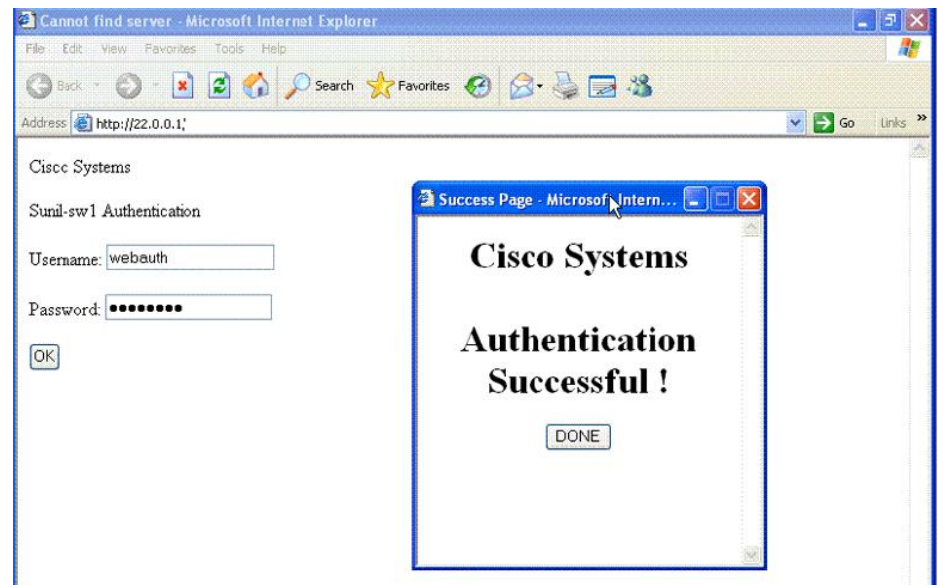 Cannot find server - Microsoft Internet Explorer
File Edit View Favorites Tools Help
Back Search Favorites
Address http://22.0.0.1; Go Links »
Cisco Systems
Sunil-sw1 Authentication
Username: webauth
Password: ●●●●●●●●
OK
Success Page - Microsoft Intern...
Cisco Systems
Authentication
Successful !
DONE